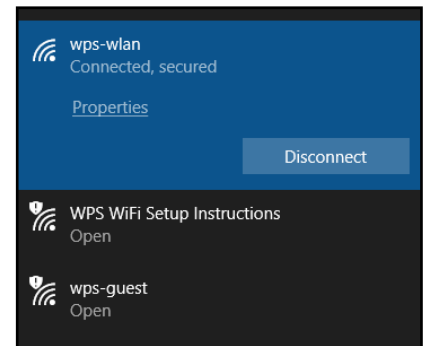 wps-wlan
Connected, secured
Properties
Disconnect
WPS WiFi Setup Instructions
Open
wps-guest
Open